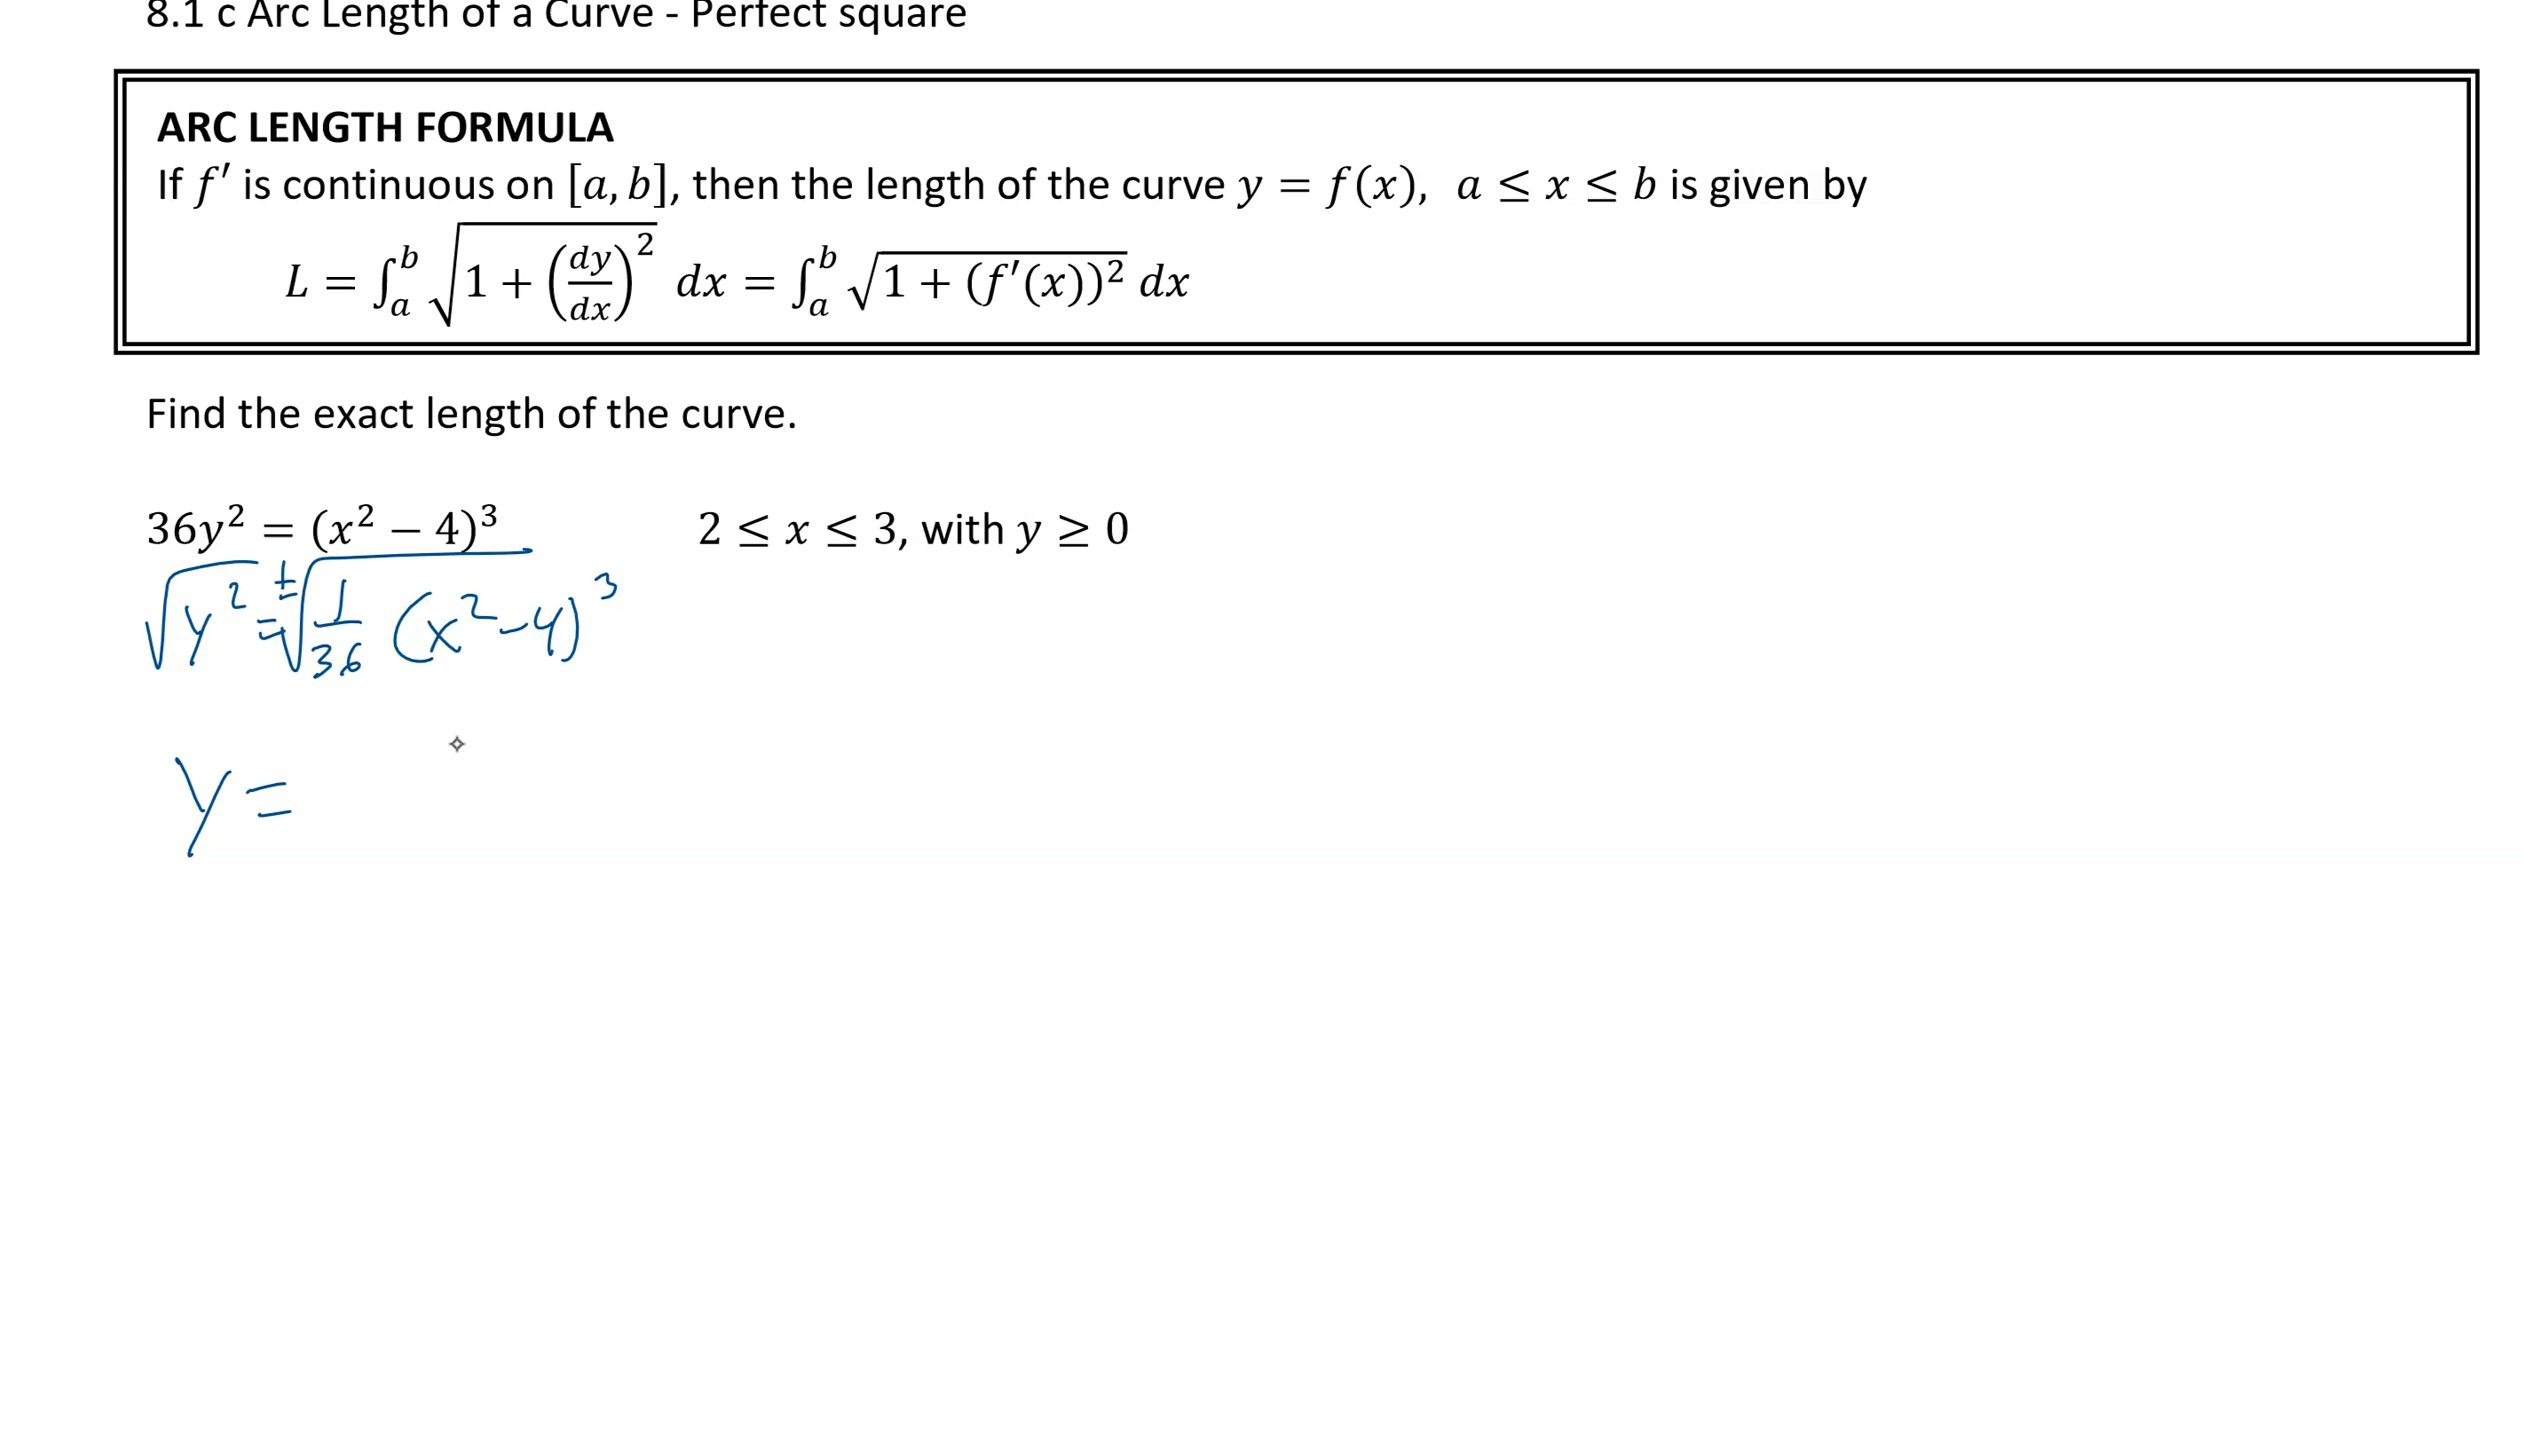 8.1 c Arc Length of a Curve - Perfect square
ARC LENGTH FORMULA
If f′ is continuous on [a, b], then the length of the curve y = f(x), a ≤ x ≤ b is given by
L = ∫ₐᵇ √(1 + (dy/dx)²) dx = ∫ₐᵇ √(1 + (f′(x))²) dx
Find the exact length of the curve.
36y² = (x² − 4)³ 2 ≤ x ≤ 3, with y ≥ 0
√y² = ±√(1/36 (x² − 4)³)
y =